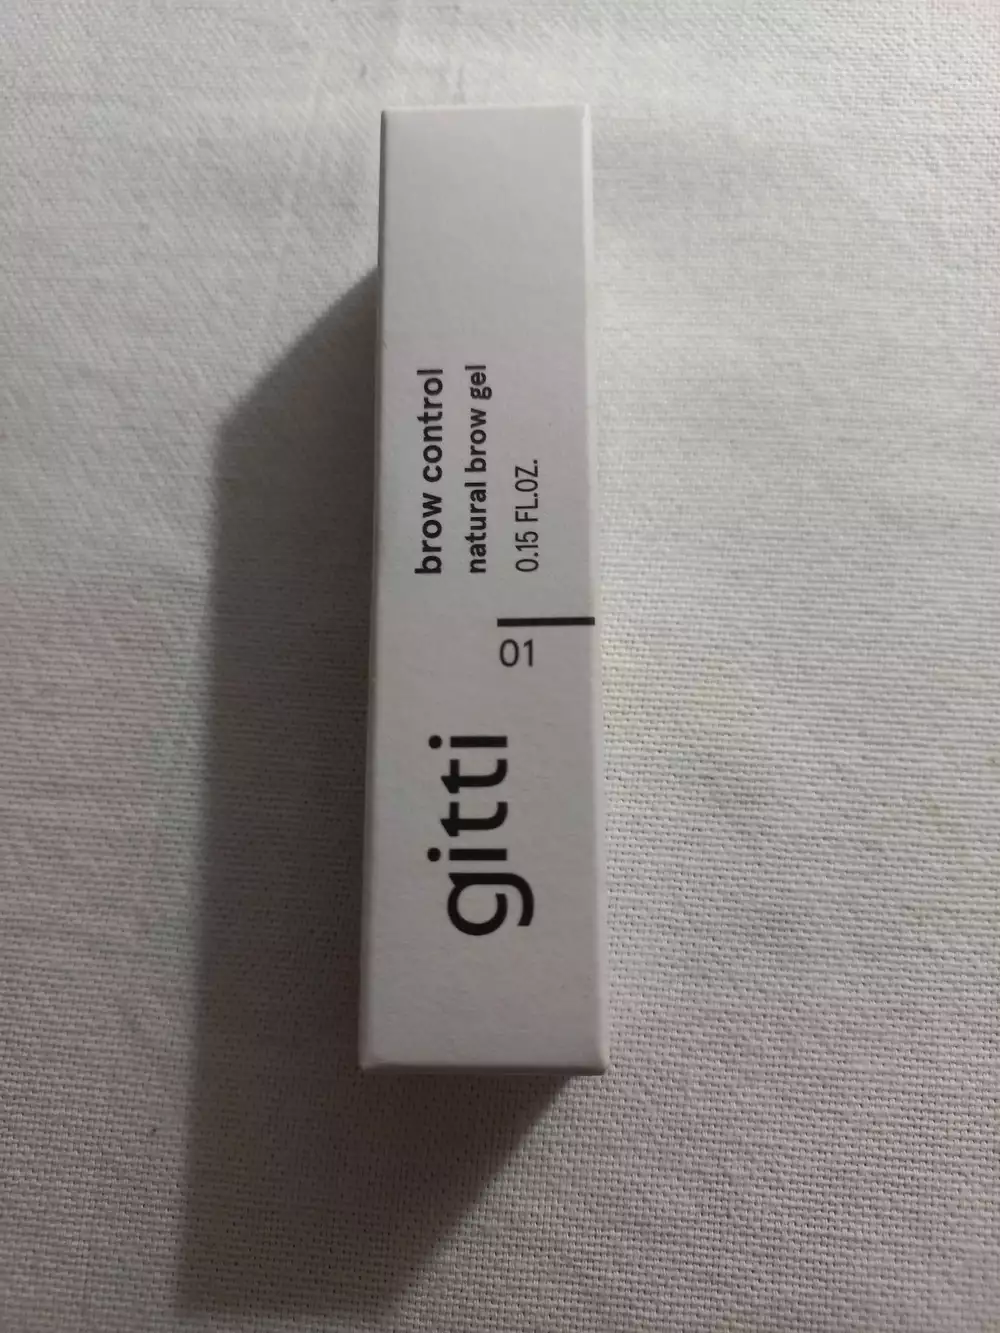 gitti
01
brow control
natural brow gel
0.15 FL.OZ.